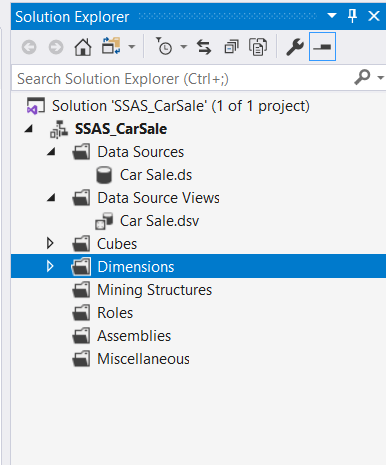 Solution Explorer
Search Solution Explorer (Ctrl+;)
Solution 'SSAS_CarSale' (1 of 1 project)
SSAS_CarSale
Data Sources
Car Sale.ds
Data Source Views
Car Sale.dsv
Cubes
Dimensions
Mining Structures
Roles
Assemblies
Miscellaneous